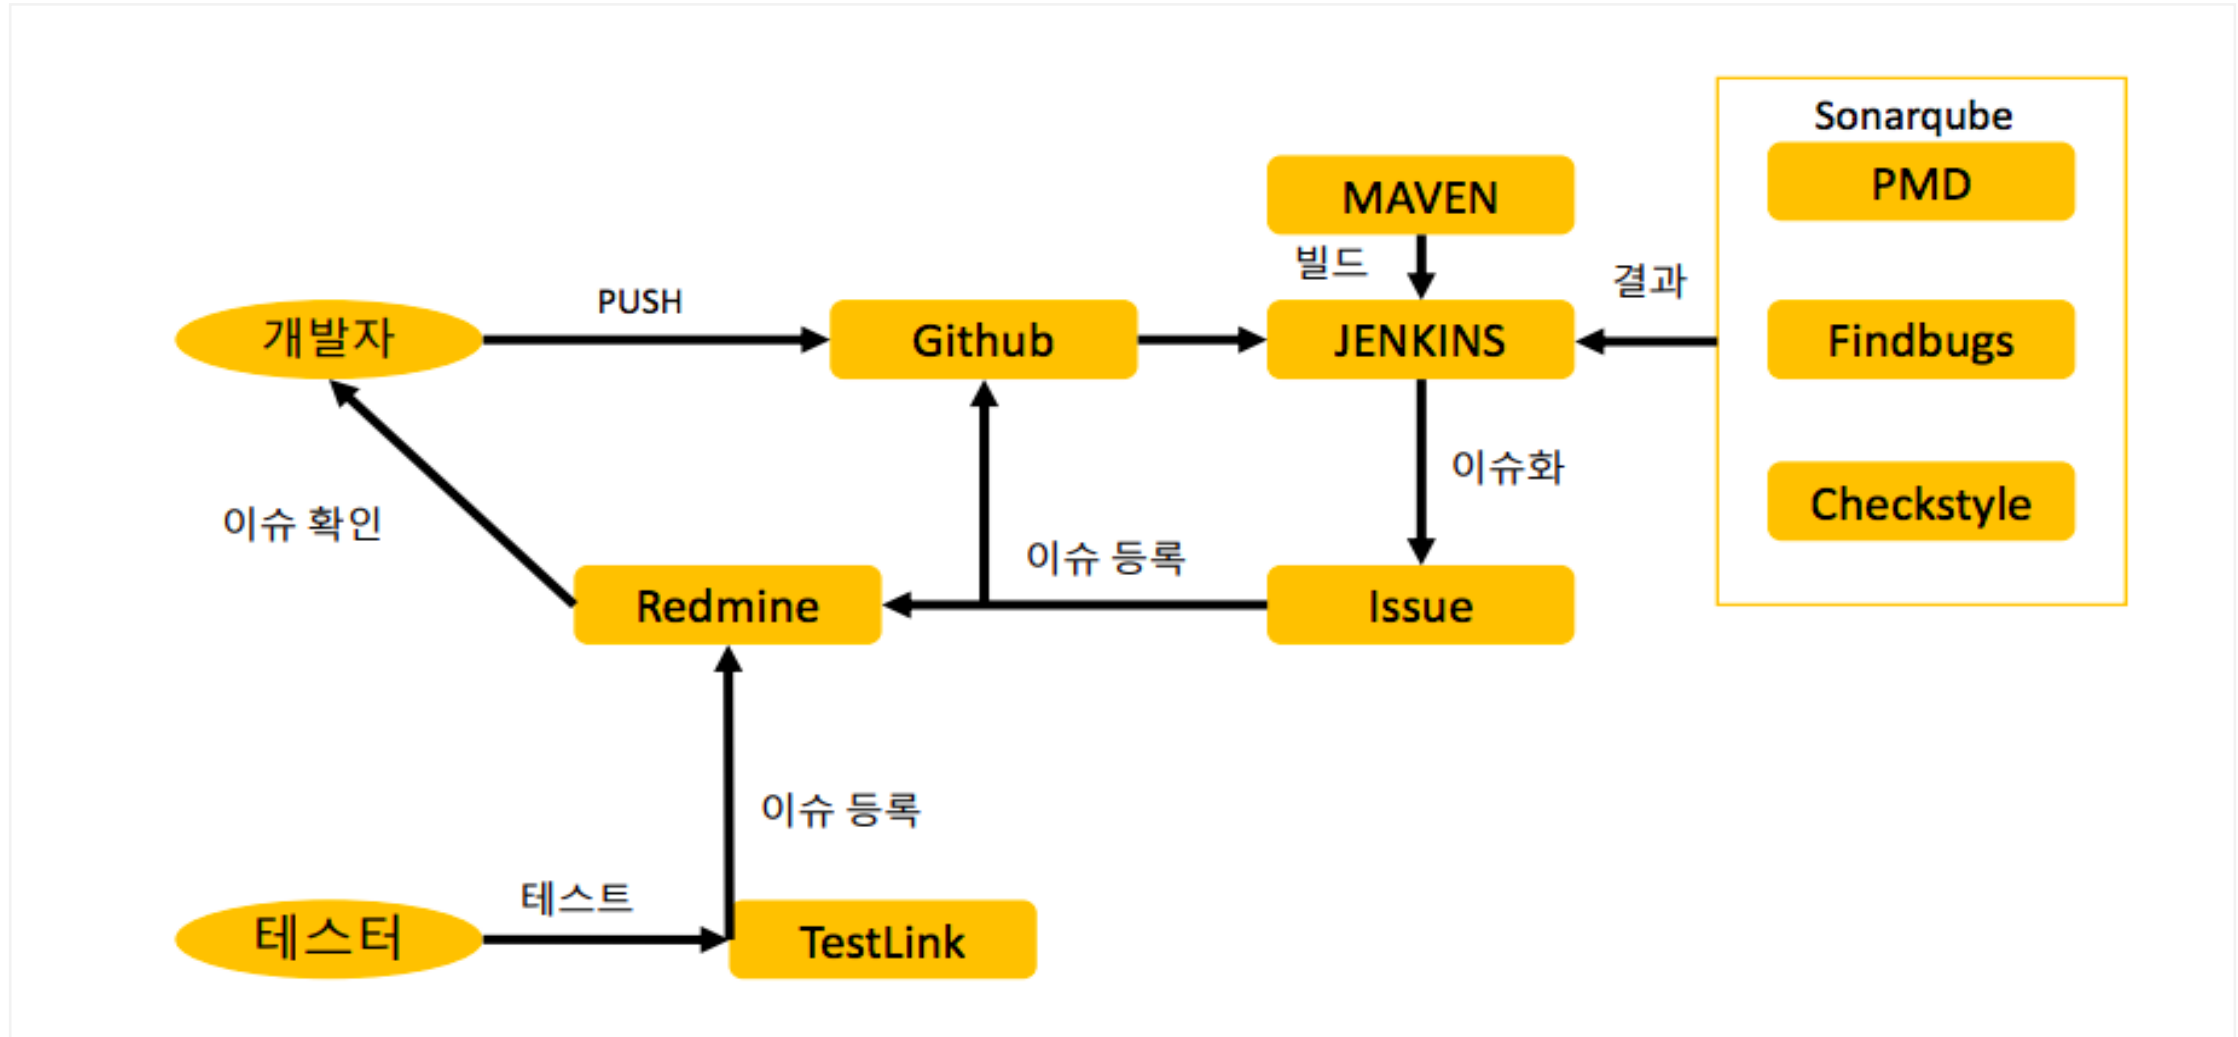 Sonarqube
PMD
MAVEN
빌드
결과
PUSH
개발자
Github
JENKINS
Findbugs
이슈화
Checkstyle
이슈 확인
이슈 등록
Redmine
Issue
이슈 등록
테스트
테스터
TestLink